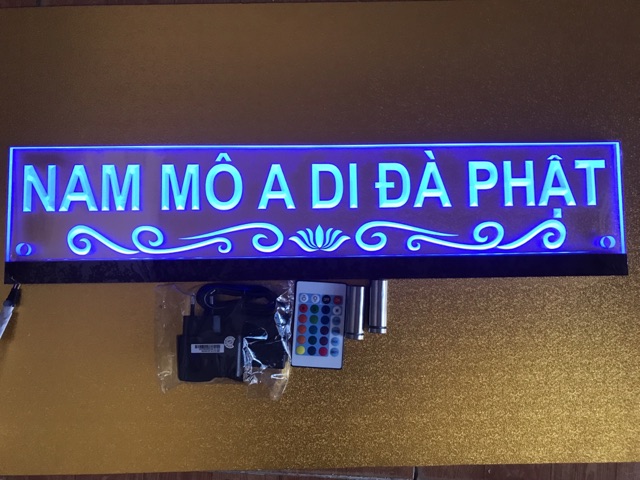 NAM MÔ A DI ĐÀ PHẬT